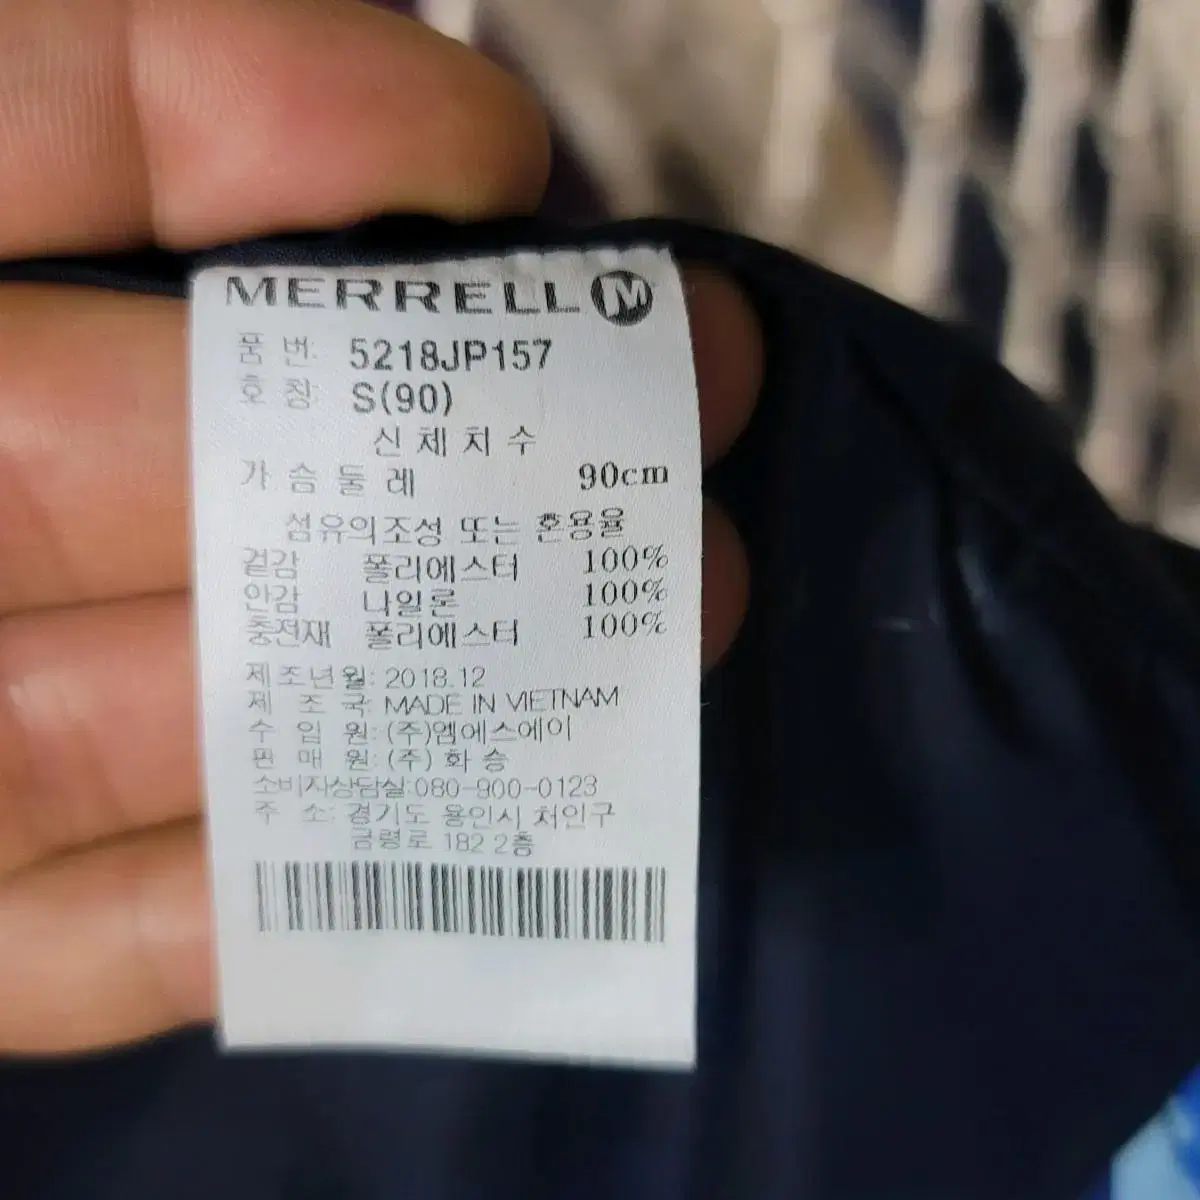 MERRELL M
품 번: 5218JP157
호 칭: S(90)
신체치수
가슴둘레 90cm
섬유의조성 또는 혼용율
겉감 폴리에스터 100%
안감 나일론 100%
충전재 폴리에스터 100%
제조년월: 2018.12
제 조 국: MADE IN VIETNAM
수 입 원: (주)엠에스에이
판 매 원: (주) 화 승
소비자상담실:080-900-0123
주 소: 경기도 용인시 처인구
금령로 182 2층